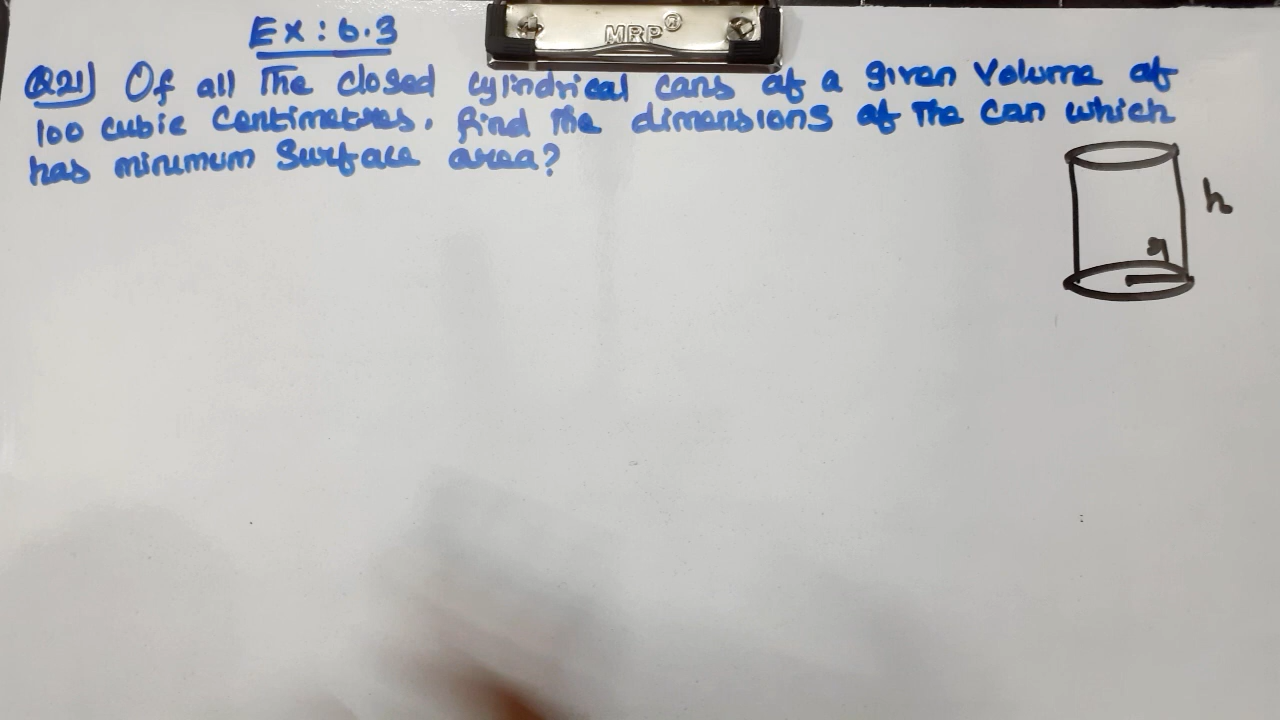 MRP®
Ex: 6.3
Q21) Of all The closed cylindrical cans of a given Volume of
100 cubic Centimetres, find the dimensions of The Can which
has minimum Surface area?
h
r